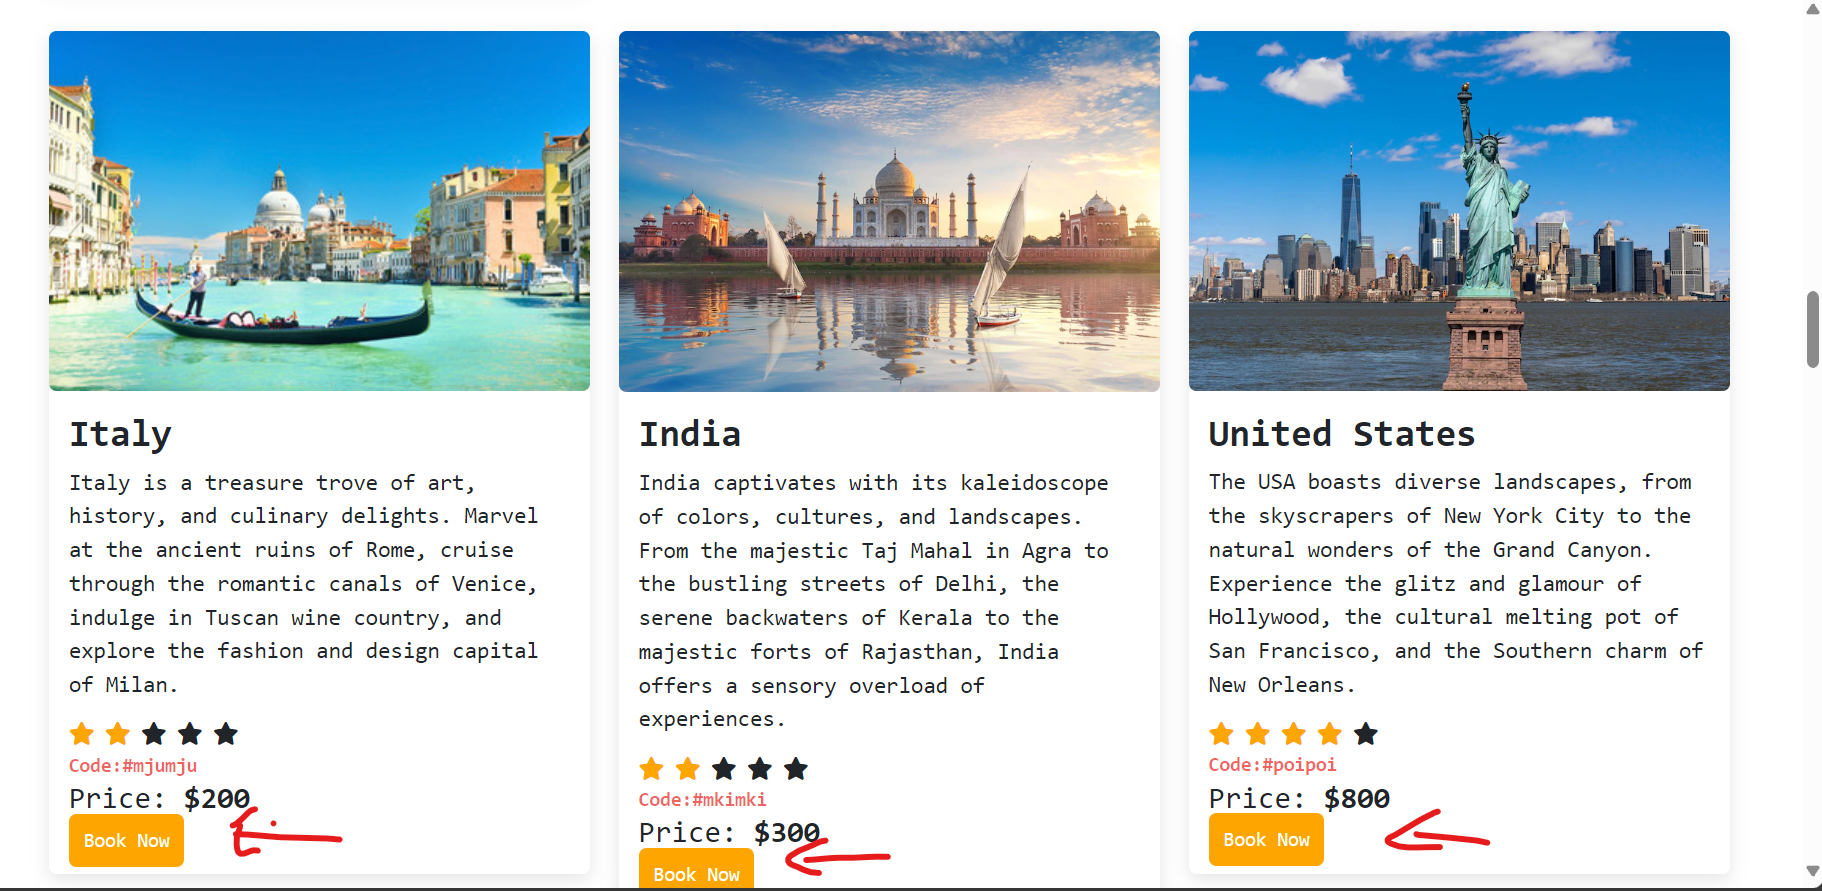 Italy
Italy is a treasure trove of art,
history, and culinary delights. Marvel
at the ancient ruins of Rome, cruise
through the romantic canals of Venice,
indulge in Tuscan wine country, and
explore the fashion and design capital
of Milan.
Code:#mjumju
Price: $200
Book Now
India
India captivates with its kaleidoscope
of colors, cultures, and landscapes.
From the majestic Taj Mahal in Agra to
the bustling streets of Delhi, the
serene backwaters of Kerala to the
majestic forts of Rajasthan, India
offers a sensory overload of
experiences.
Code:#mkimki
Price: $300
Book Now
United States
The USA boasts diverse landscapes, from
the skyscrapers of New York City to the
natural wonders of the Grand Canyon.
Experience the glitz and glamour of
Hollywood, the cultural melting pot of
San Francisco, and the Southern charm of
New Orleans.
Code:#poipoi
Price: $800
Book Now